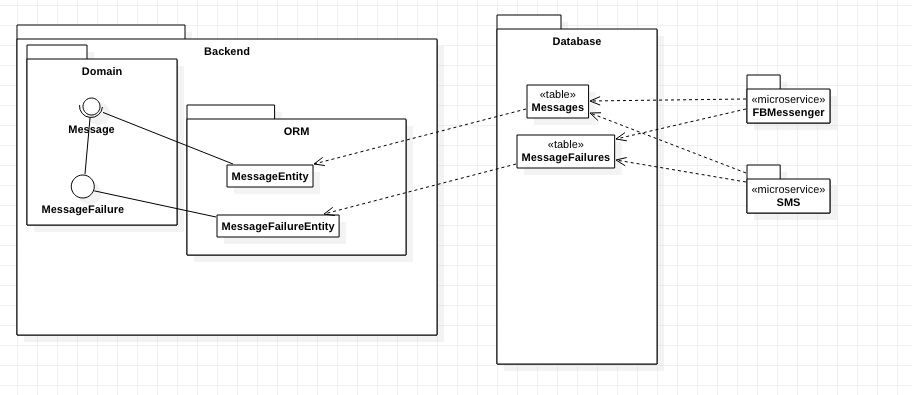 Backend
Domain
Message
MessageFailure
ORM
MessageEntity
MessageFailureEntity
Database
«table»
Messages
«table»
MessageFailures
«microservice»
FBMessenger
«microservice»
SMS